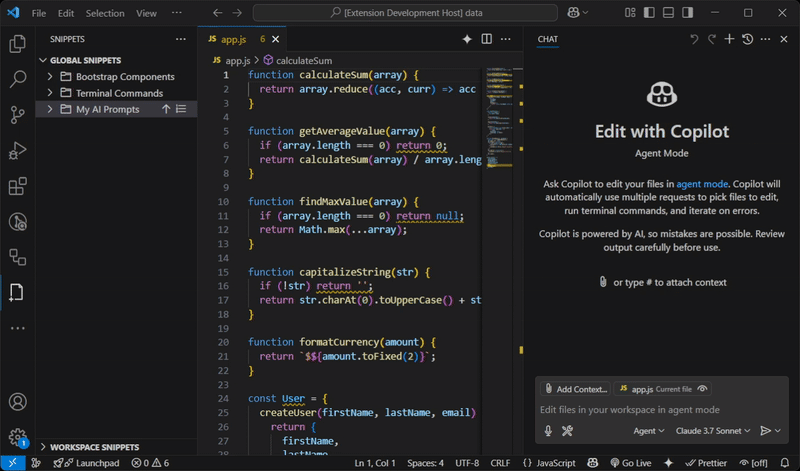 File Edit Selection View ··· [Extension Development Host] data
SNIPPETS ···
GLOBAL SNIPPETS
Bootstrap Components
Terminal Commands
My AI Prompts
WORKSPACE SNIPPETS
app.js 6
app.js > calculateSum
1 function calculateSum(array) {
2 return array.reduce((acc, curr) => acc
3 }
4
5 function getAverageValue(array) {
6 if (array.length === 0) return 0;
7 return calculateSum(array) / array.leng
8 }
9
10 function findMaxValue(array) {
11 if (array.length === 0) return null;
12 return Math.max(...array);
13 }
14
15 function capitalizeString(str) {
16 if (!str) return '';
17 return str.charAt(0).toUpperCase() + st
18 }
19
20 function formatCurrency(amount) {
21 return `$${amount.toFixed(2)}`;
22 }
23
24 const User = {
25 createUser(firstName, lastName, email)
26 return {
27 firstName,
28 lastName
CHAT
Edit with Copilot
Agent Mode
Ask Copilot to edit your files in agent mode. Copilot will
automatically use multiple requests to pick files to edit,
run terminal commands, and iterate on errors.
Copilot is powered by AI, so mistakes are possible. Review
output carefully before use.
or type # to attach context
Add Context... app.js Current file
Edit files in your workspace in agent mode
Agent Claude 3.7 Sonnet
1
Launchpad 0 6 Ln 1, Col 1 Spaces: 4 UTF-8 CRLF {} JavaScript Go Live Prettier [off]